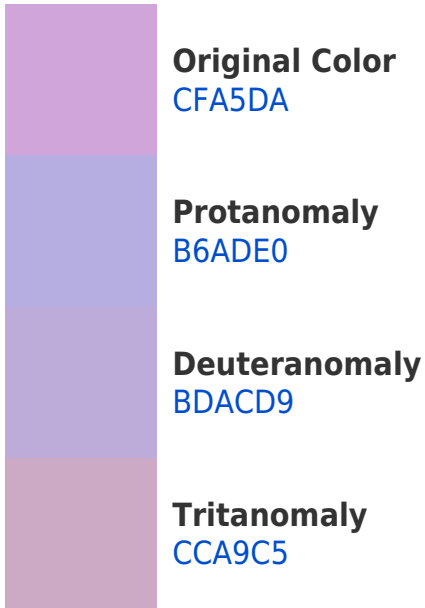 Original Color
CFA5DA
Protanomaly
B6ADE0
Deuteranomaly
BDACD9
Tritanomaly
CCA9C5